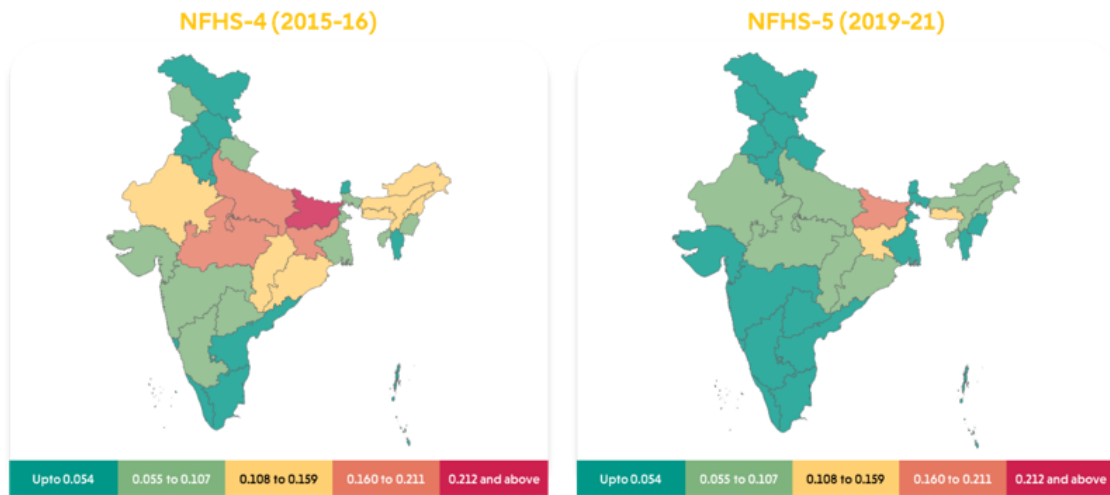 NFHS-4 (2015-16)
NFHS-5 (2019-21)
Upto 0.054
0.055 to 0.107
0.108 to 0.159
0.160 to 0.211
0.212 and above
Upto 0.054
0.055 to 0.107
0.108 to 0.159
0.160 to 0.211
0.212 and above